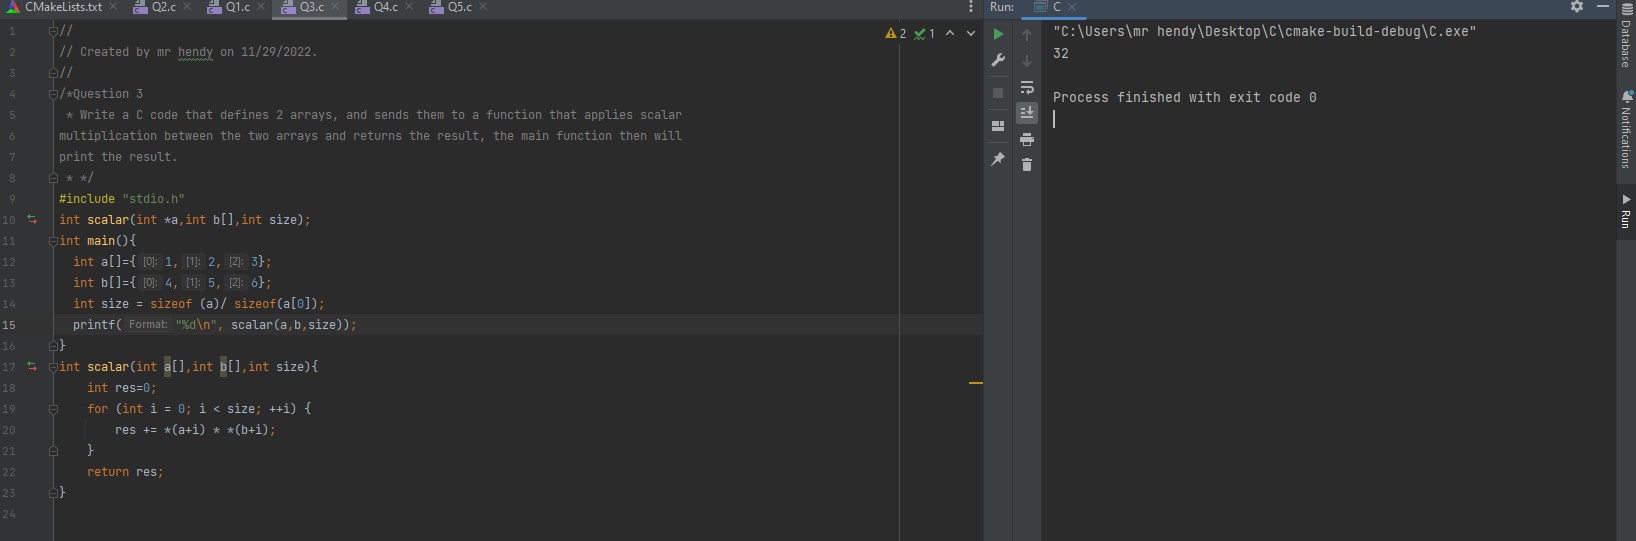 CMakeLists.txt Q2.c Q1.c Q3.c Q4.c Q5.c Run: C
1 //
2 // Created by mr hendy on 11/29/2022.
3 //
4 /*Question 3
5 * Write a C code that defines 2 arrays, and sends them to a function that applies scalar
6 multiplication between the two arrays and returns the result, the main function then will
7 print the result.
8 * */
9 #include "stdio.h"
10 int scalar(int *a,int b[],int size);
11 int main(){
12 int a[]={ [0]: 1, [1]: 2, [2]: 3};
13 int b[]={ [0]: 4, [1]: 5, [2]: 6};
14 int size = sizeof (a)/ sizeof(a[0]);
15 printf( Format: "%d\n", scalar(a,b,size));
16 }
17 int scalar(int a[],int b[],int size){
18 int res=0;
19 for (int i = 0; i < size; ++i) {
20 res += *(a+i) * *(b+i);
21 }
22 return res;
23 }
24
2 1
"C:\Users\mr hendy\Desktop\C\cmake-build-debug\C.exe"
32
Process finished with exit code 0
Database
Notifications
Run